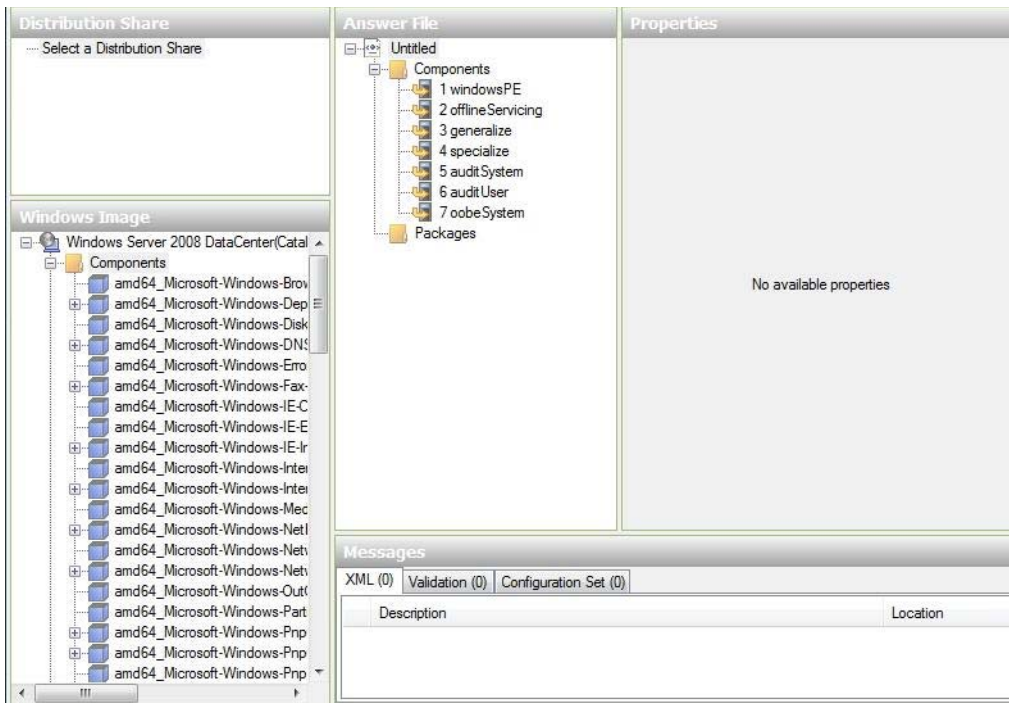 Distribution Share
Select a Distribution Share
Windows Image
Windows Server 2008 DataCenter(Catal
Components
amd64_Microsoft-Windows-Brow
amd64_Microsoft-Windows-Dep
amd64_Microsoft-Windows-Disk
amd64_Microsoft-Windows-DNS
amd64_Microsoft-Windows-Erro
amd64_Microsoft-Windows-Fax-
amd64_Microsoft-Windows-IE-C
amd64_Microsoft-Windows-IE-E
amd64_Microsoft-Windows-IE-Ir
amd64_Microsoft-Windows-Inter
amd64_Microsoft-Windows-Inter
amd64_Microsoft-Windows-Mec
amd64_Microsoft-Windows-NetI
amd64_Microsoft-Windows-Netw
amd64_Microsoft-Windows-Netw
amd64_Microsoft-Windows-OutO
amd64_Microsoft-Windows-Part
amd64_Microsoft-Windows-Pnp
amd64_Microsoft-Windows-Pnp
amd64_Microsoft-Windows-Pnp
Answer File
Untitled
Components
1 windowsPE
2 offlineServicing
3 generalize
4 specialize
5 auditSystem
6 auditUser
7 oobeSystem
Packages
Properties
No available properties
Messages
XML (0) Validation (0) Configuration Set (0)
Description Location